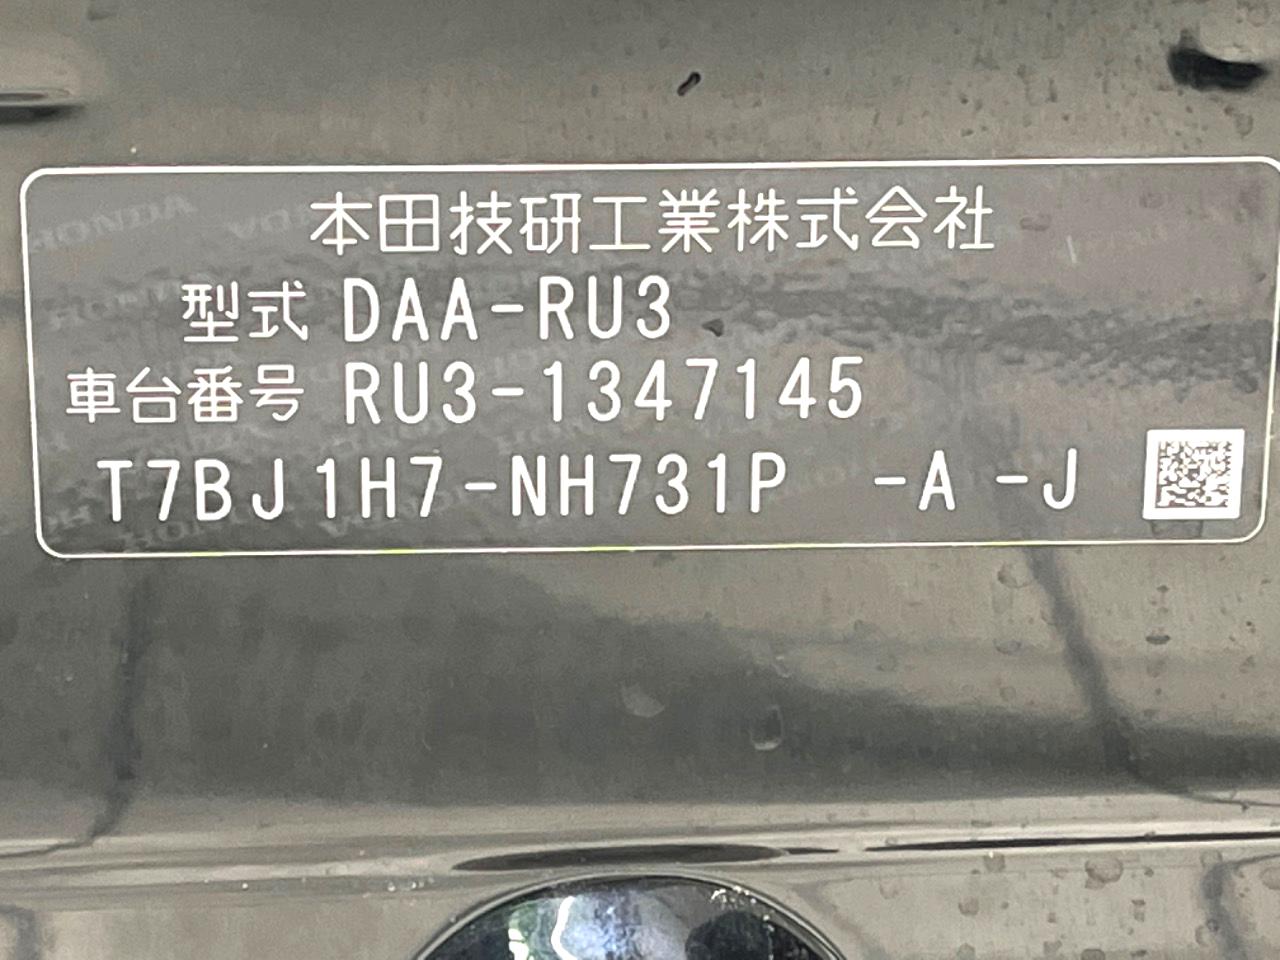 本田技研工業株式会社
型式 DAA-RU3
車台番号 RU3-1347145
T7BJ1H7-NH731P -A -J